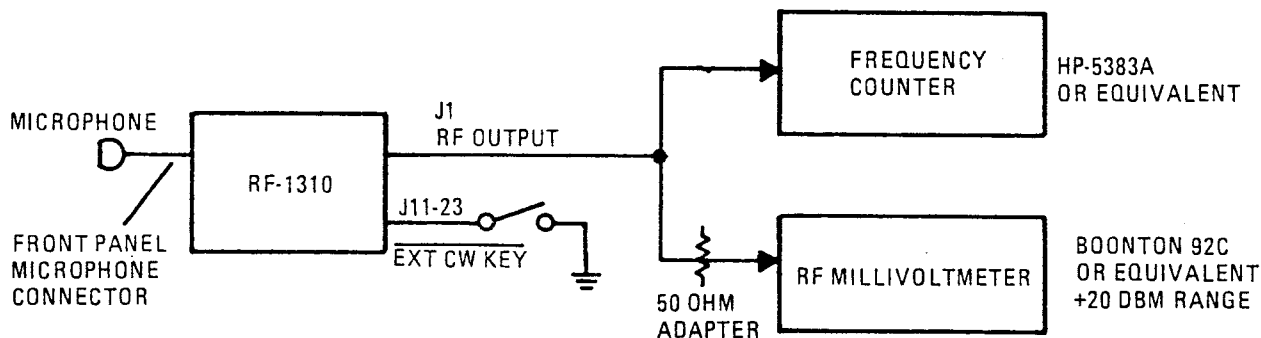 MICROPHONE
FRONT PANEL
MICROPHONE
CONNECTOR
RF-1310
J1
RF OUTPUT
J11-23
EXT CW KEY
FREQUENCY
COUNTER
HP-5383A
OR EQUIVALENT
50 OHM
ADAPTER
RF MILLIVOLTMETER
BOONTON 92C
OR EQUIVALENT
+20 DBM RANGE